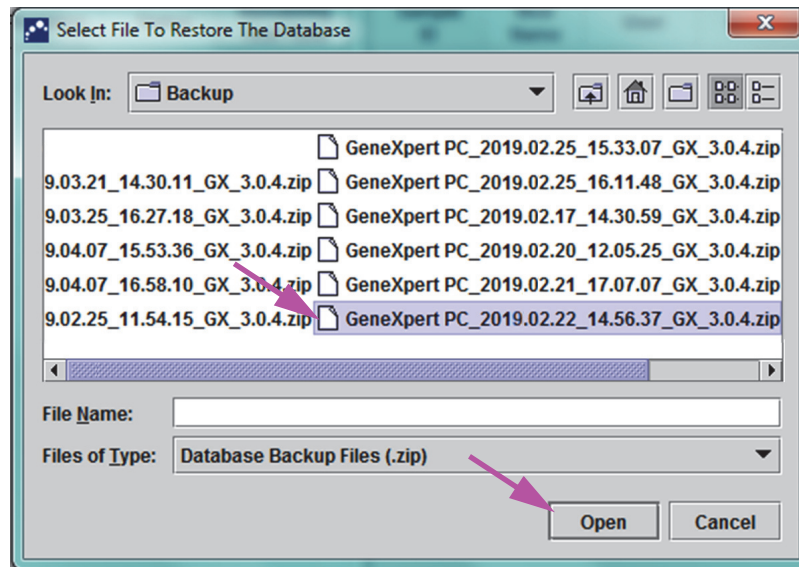 Select File To Restore The Database
Look In: Backup
GeneXpert PC_2019.02.25_15.33.07_GX_3.0.4.zip
9.03.21_14.30.11_GX_3.0.4.zip GeneXpert PC_2019.02.25_16.11.48_GX_3.0.4.zip
9.03.25_16.27.18_GX_3.0.4.zip GeneXpert PC_2019.02.17_14.30.59_GX_3.0.4.zip
9.04.07_15.53.36_GX_3.0.4.zip GeneXpert PC_2019.02.20_12.05.25_GX_3.0.4.zip
9.04.07_16.58.10_GX_3.0.4.zip GeneXpert PC_2019.02.21_17.07.07_GX_3.0.4.zip
9.02.25_11.54.15_GX_3.0.4.zip GeneXpert PC_2019.02.22_14.56.37_GX_3.0.4.zip
File Name:
Files of Type: Database Backup Files (.zip)
Open Cancel